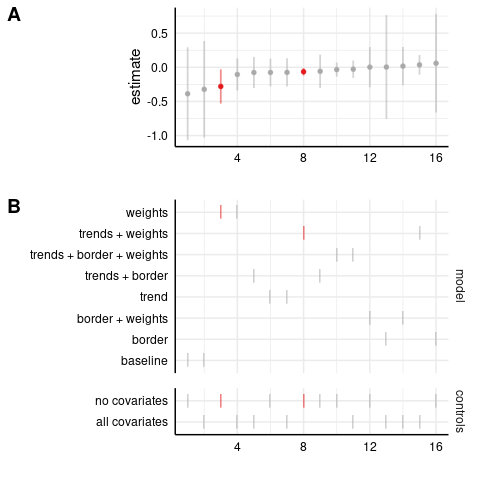 A
estimate
0.5
0.0
-0.5
-1.0
4 8 12 16
B
weights
trends + weights
trends + border + weights
trends + border
trend
border + weights
border
baseline
model
no covariates
all covariates
controls
4 8 12 16